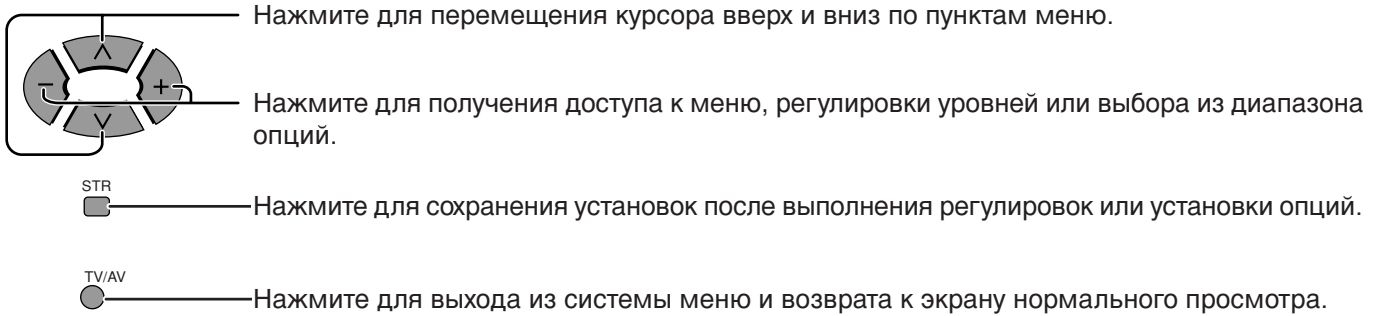 Нажмите для перемещения курсора вверх и вниз по пунктам меню.
− +
Нажмите для получения доступа к меню, регулировки уровней или выбора из диапазона
опций.
STR
Нажмите для сохранения установок после выполнения регулировок или установки опций.
TV/AV
Нажмите для выхода из системы меню и возврата к экрану нормального просмотра.